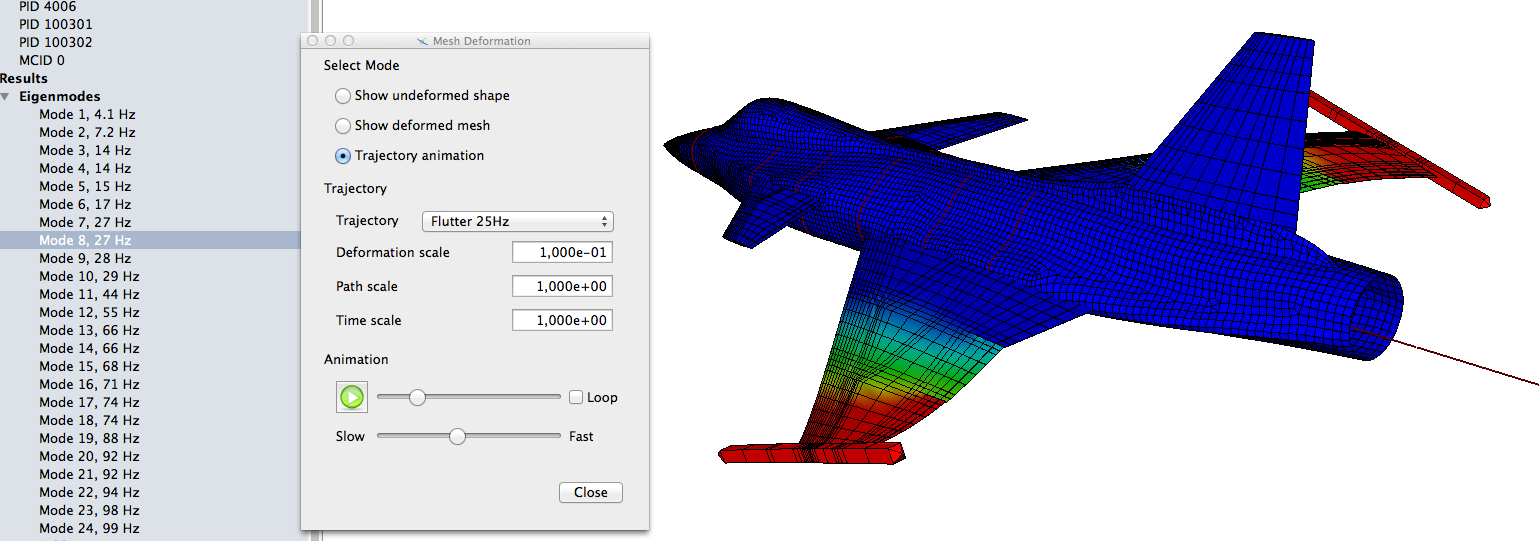 PID 4006
PID 100301
PID 100302
MCID 0
Results
Eigenmodes
Mode 1, 4.1 Hz
Mode 2, 7.2 Hz
Mode 3, 14 Hz
Mode 4, 14 Hz
Mode 5, 15 Hz
Mode 6, 17 Hz
Mode 7, 27 Hz
Mode 8, 27 Hz
Mode 9, 28 Hz
Mode 10, 29 Hz
Mode 11, 44 Hz
Mode 12, 55 Hz
Mode 13, 66 Hz
Mode 14, 66 Hz
Mode 15, 68 Hz
Mode 16, 71 Hz
Mode 17, 74 Hz
Mode 18, 74 Hz
Mode 19, 88 Hz
Mode 20, 92 Hz
Mode 21, 92 Hz
Mode 22, 94 Hz
Mode 23, 98 Hz
Mode 24, 99 Hz
Mesh Deformation
Select Mode
Show undeformed shape
Show deformed mesh
Trajectory animation
Trajectory
Trajectory Flutter 25Hz
Deformation scale 1,000e-01
Path scale 1,000e+00
Time scale 1,000e+00
Animation
Loop
Slow Fast
Close